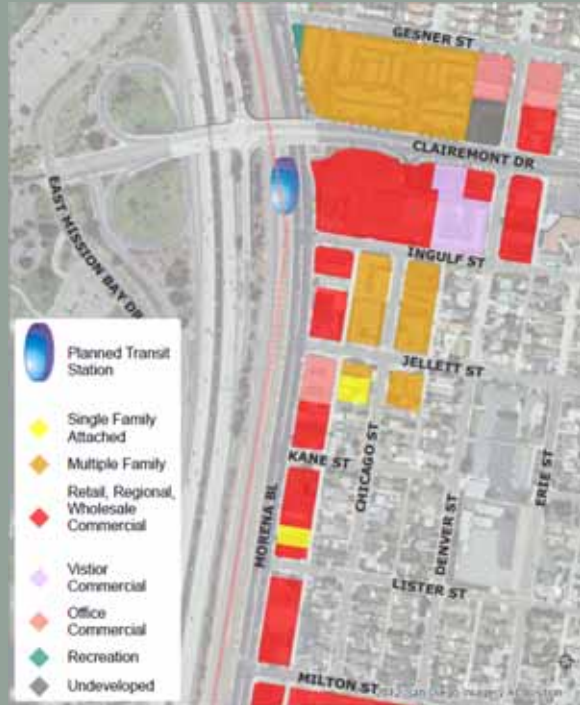 GESNER ST
CLAIREMONT DR
EAST MISSION BAY DR
INGULF ST
Planned Transit
Station
JELLETT ST
Single Family
Attached
Multiple Family
KANE ST
CHICAGO ST
ERIE ST
Retail, Regional,
Wholesale
Commercial
MORENA BL
DENVER ST
Vistior
Commercial
LISTER ST
Office
Commercial
Recreation
Undeveloped
MILTON ST